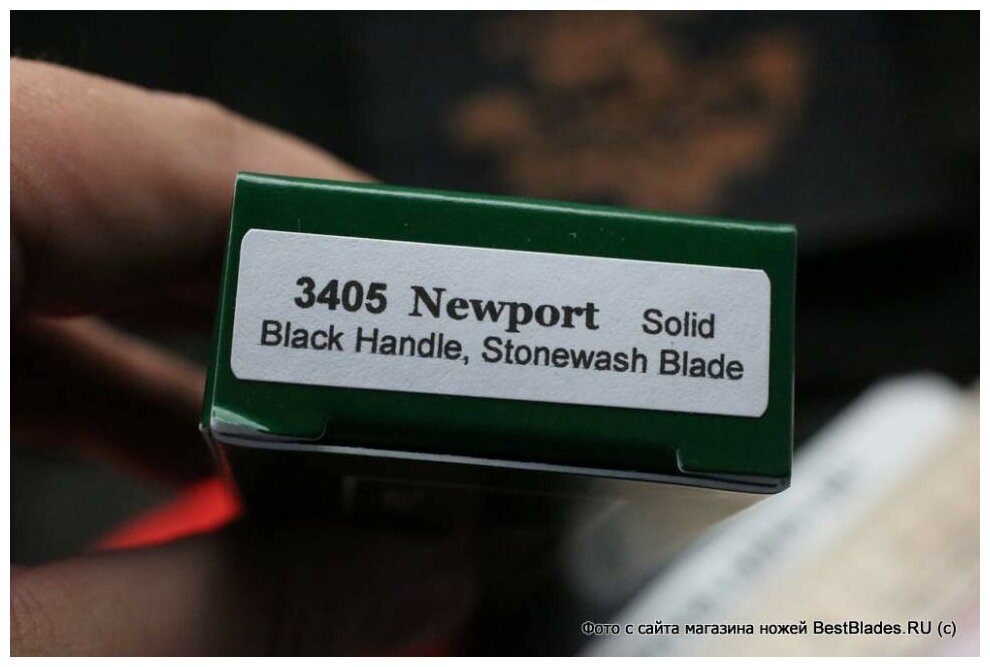 3405 Newport Solid
Black Handle, Stonewash Blade
Фото с сайта магазина ножей BestBlades.RU (c)